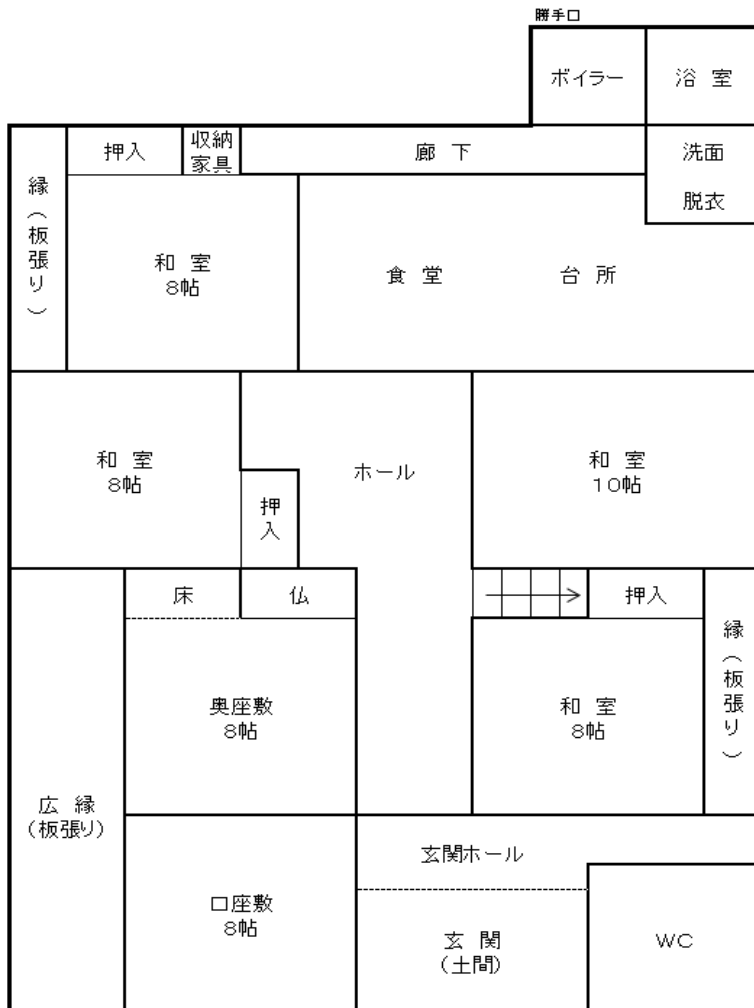 勝手口
ボイラー
浴 室
押入
収納
家具
廊 下
洗面
脱衣
縁（板張り）
和 室
8帖
食 堂
台 所
和 室
8帖
ホール
和 室
10帖
押入
床
仏
押入
縁（板張り）
奥座敷
8帖
和 室
8帖
広 縁
（板張り）
玄関ホール
口座敷
8帖
玄 関
（土間）
WC